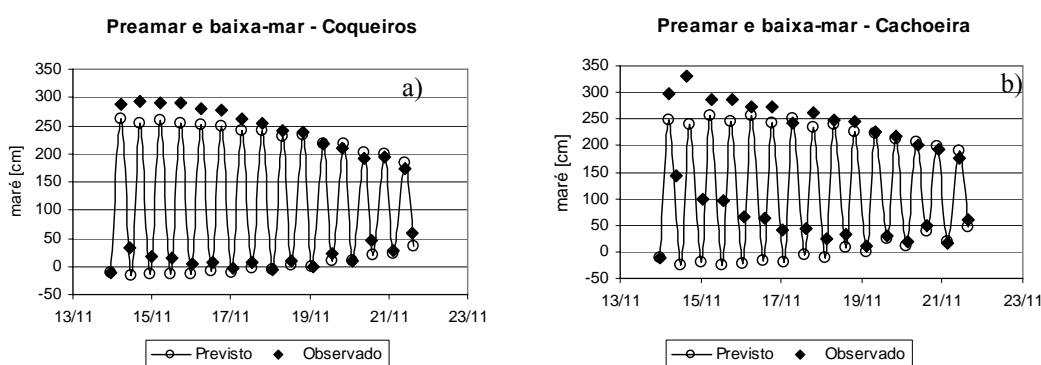 Preamar e baixa-mar - Coqueiros
a)
350
300
250
200
150
100
50
0
-50
maré [cm]
13/11 15/11 17/11 19/11 21/11 23/11
Previsto Observado
Preamar e baixa-mar - Cachoeira
b)
350
300
250
200
150
100
50
0
-50
maré [cm]
13/11 15/11 17/11 19/11 21/11 23/11
Previsto Observado